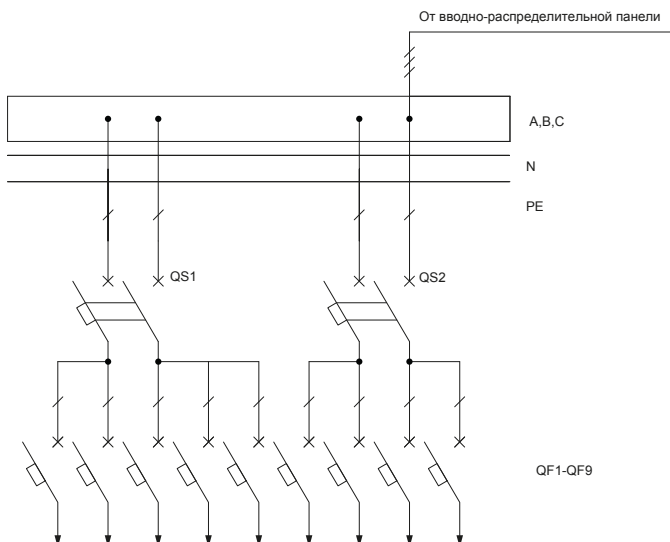 От вводно-распределительной панели
A,B,C
N
PE
QS1
QS2
QF1-QF9